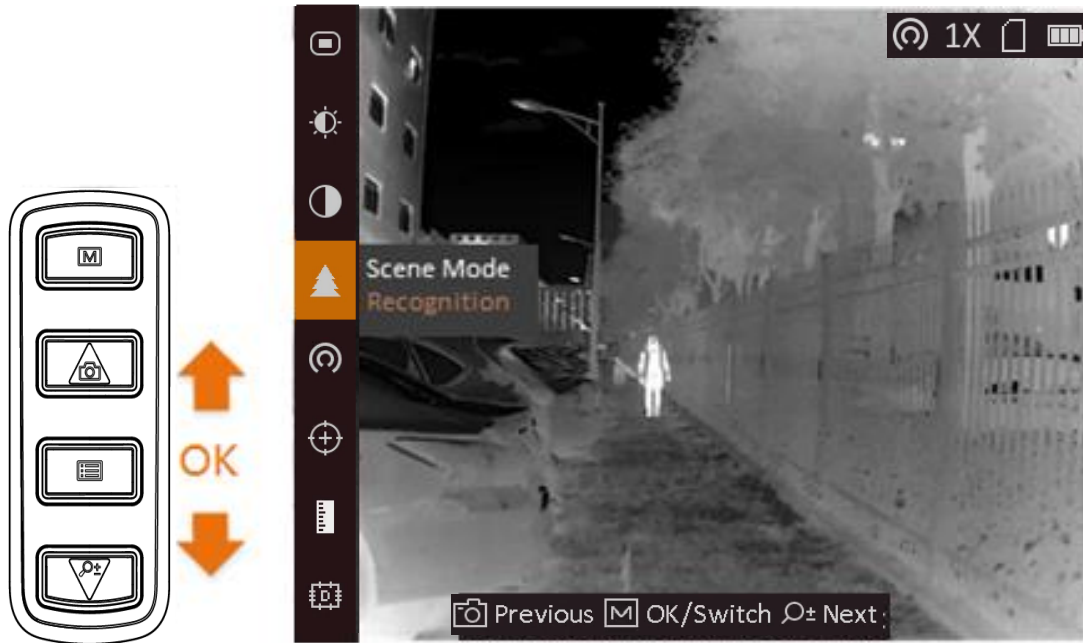 1X
Scene Mode
Recognition
M
OK
D
Previous M OK/Switch Next